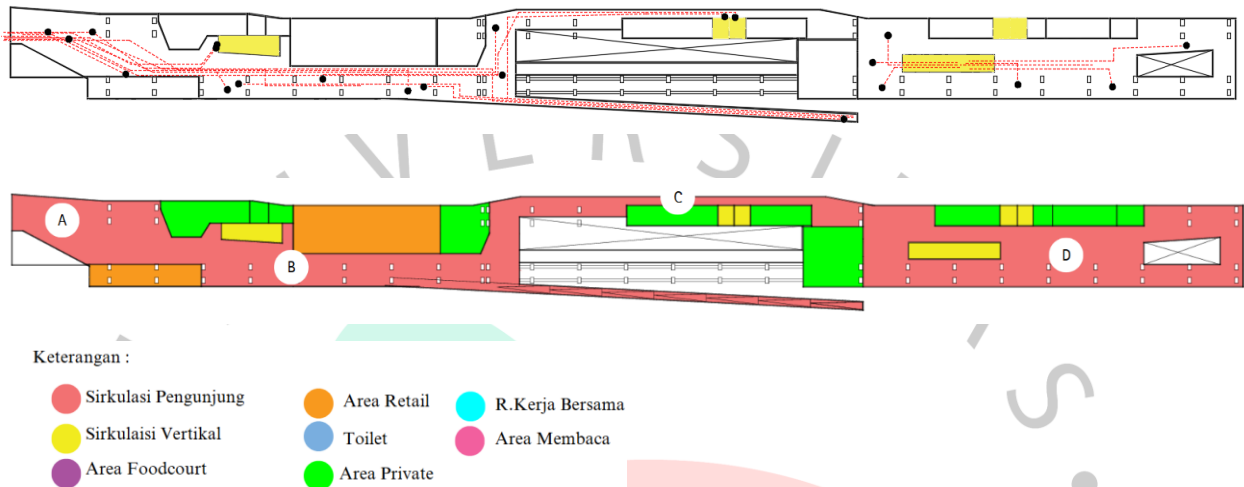 A
B
C
D
Keterangan :
Sirkulasi Pengunjung
Area Retail
R.Kerja Bersama
Sirkulaisi Vertikal
Toilet
Area Membaca
Area Foodcourt
Area Private